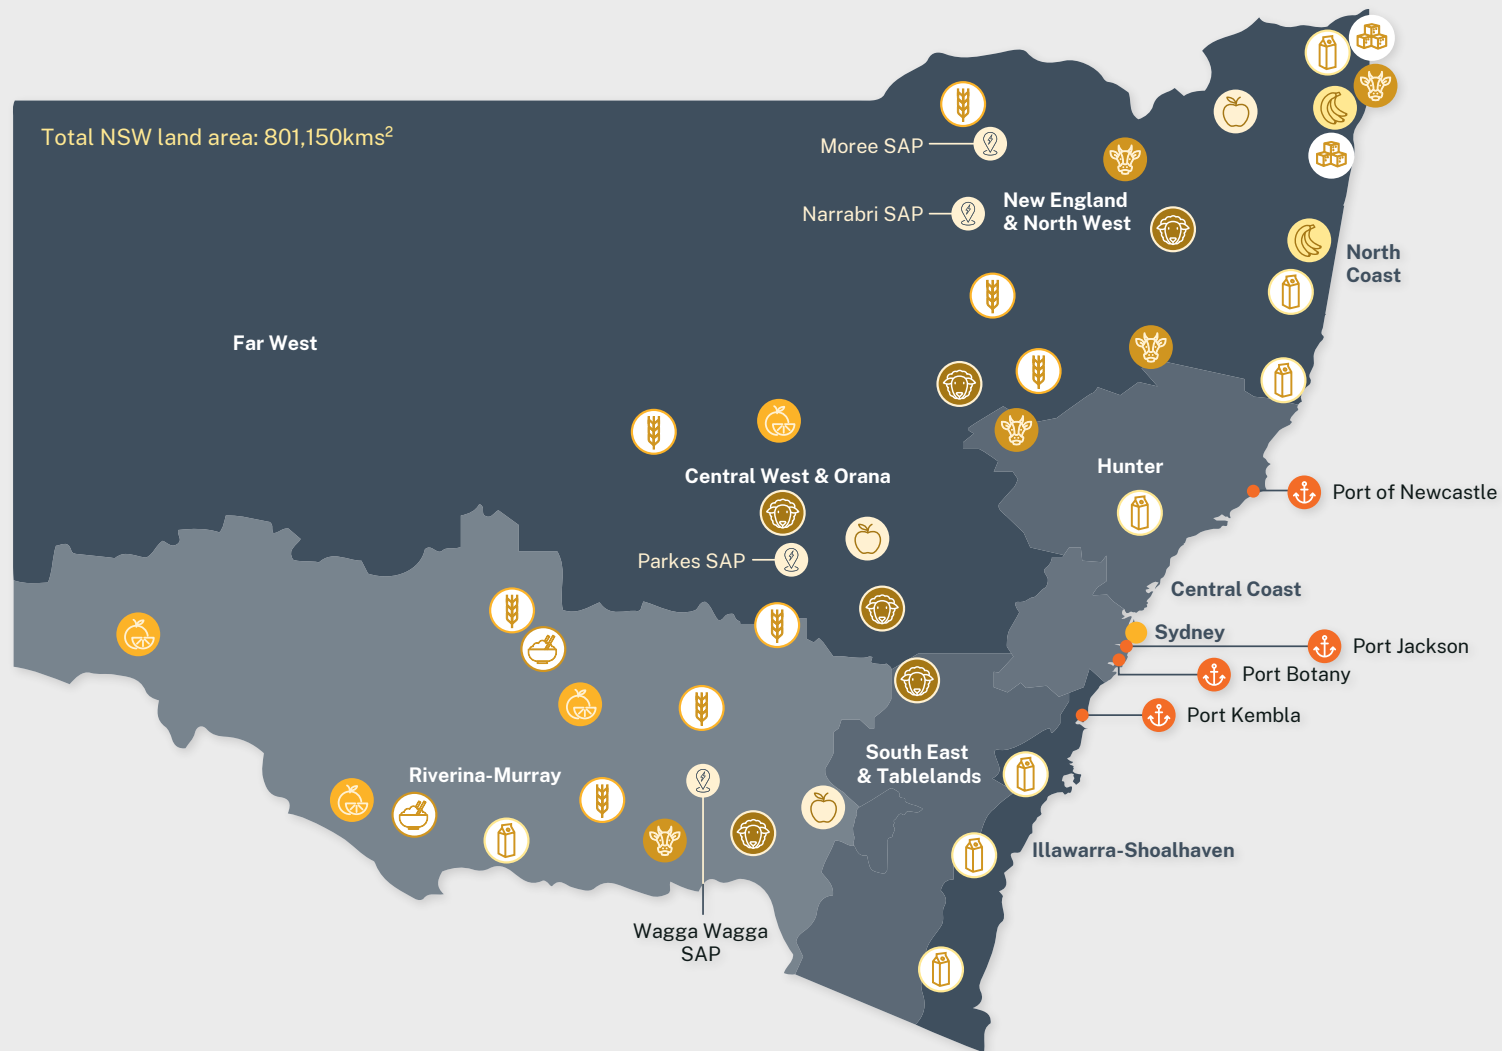 Total NSW land area: 801,150kms²
Moree SAP
Narrabri SAP
New England
& North West
North
Coast
Far West
Central West & Orana
Hunter
Port of Newcastle
Parkes SAP
Central Coast
Sydney
Port Jackson
Port Botany
Port Kembla
South East
& Tablelands
Riverina-Murray
Illawarra-Shoalhaven
Wagga Wagga
SAP